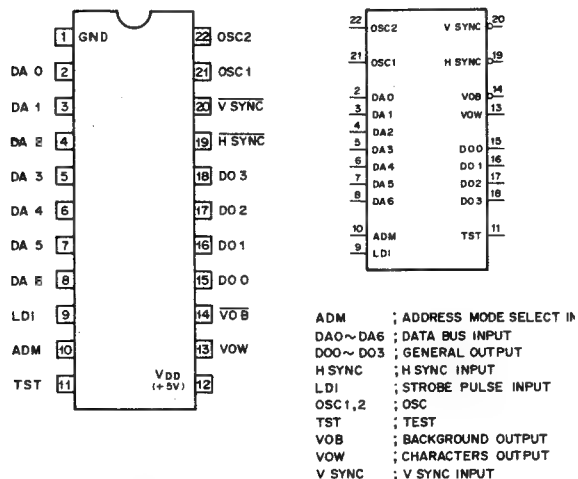 1 GND 22 OSC2
DA 0 2 21 OSC1
DA 1 3 20 V SYNC
DA 2 4 19 H SYNC
DA 3 5 18 DO 3
DA 4 6 17 DO 2
DA 5 7 16 DO 1
DA 6 8 15 DO 0
LDI 9 14 VOB
ADM 10 13 VOW
TST 11 VDD (+5V) 12
22 OSC2 V SYNC 20
21 OSC1 H SYNC 19
2 DA0 VOB 14
3 DA1 VOW 13
4 DA2
5 DA3 DO0 15
6 DA4 DO1 16
7 DA5 DO2 17
8 DA6 DO3 18
10 ADM TST 11
9 LDI
ADM ; ADDRESS MODE SELECT IN
DA0~DA6 ; DATA BUS INPUT
DO0~DO3 ; GENERAL OUTPUT
H SYNC ; H SYNC INPUT
LDI ; STROBE PULSE INPUT
OSC1,2 ; OSC
TST ; TEST
VOB ; BACKGROUND OUTPUT
VOW ; CHARACTERS OUTPUT
V SYNC ; V SYNC INPUT